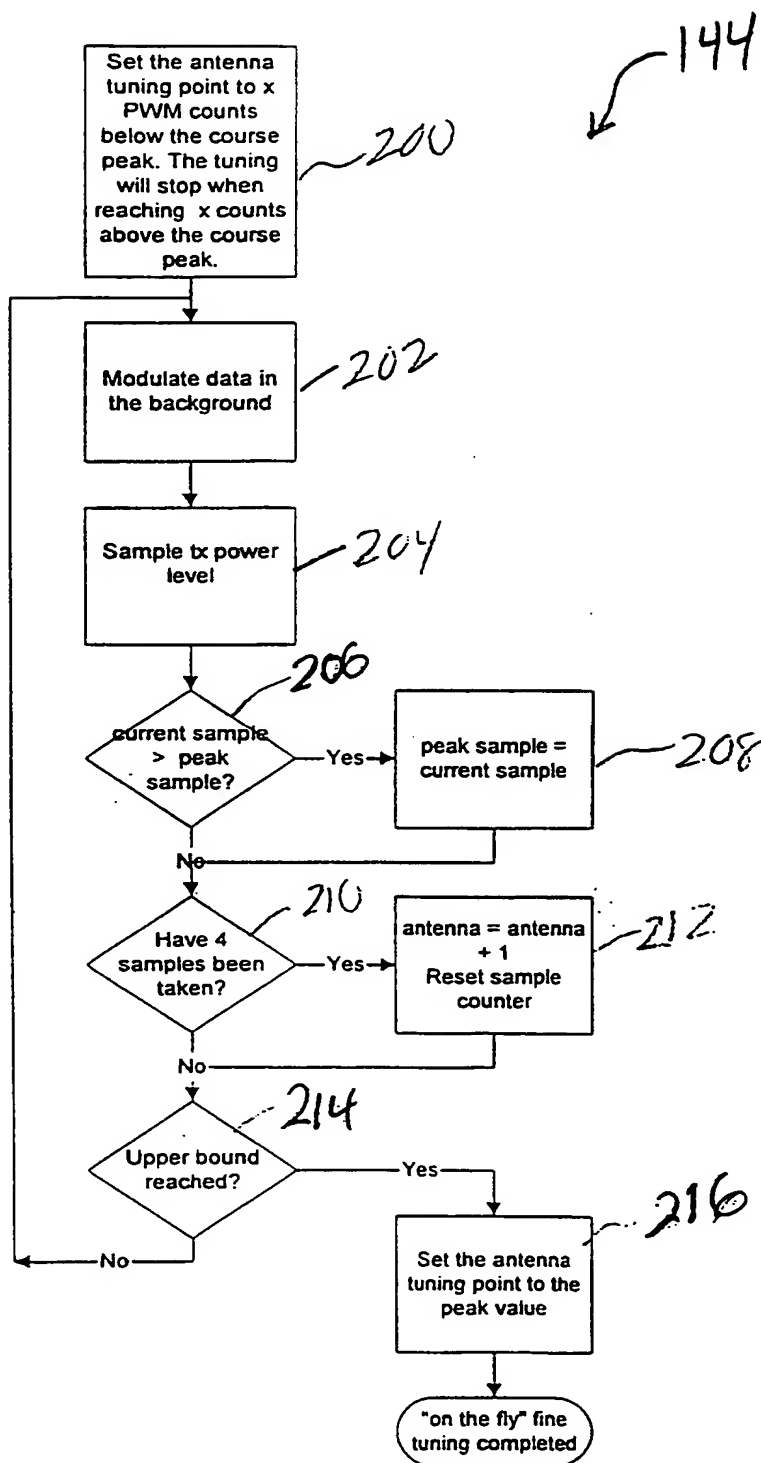 144
Set the antenna
tuning point to x
PWM counts
below the course
peak. The tuning
will stop when
reaching x counts
above the course
peak.
200
Modulate data in
the background
202
Sample tx power
level
204
206
current sample
> peak
sample?
Yes
peak sample =
current sample
208
No
210
Have 4
samples been
taken?
Yes
antenna = antenna
+ 1
Reset sample
counter
212
No
214
Upper bound
reached?
Yes
No
216
Set the antenna
tuning point to the
peak value
"on the fly" fine
tuning completed